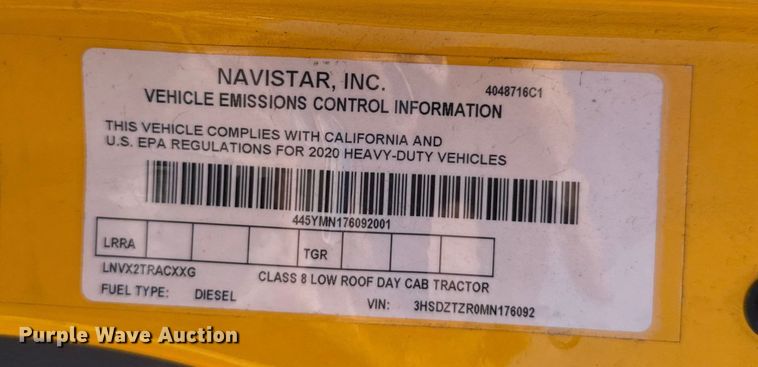 NAVISTAR, INC.
4048716C1
VEHICLE EMISSIONS CONTROL INFORMATION
THIS VEHICLE COMPLIES WITH CALIFORNIA AND
U.S. EPA REGULATIONS FOR 2020 HEAVY-DUTY VEHICLES
445YMN176092001
LRRA TGR
LNVX2TRACXXG CLASS 8 LOW ROOF DAY CAB TRACTOR
FUEL TYPE: DIESEL VIN: 3HSDZTZR0MN176092
Purple Wave Auction